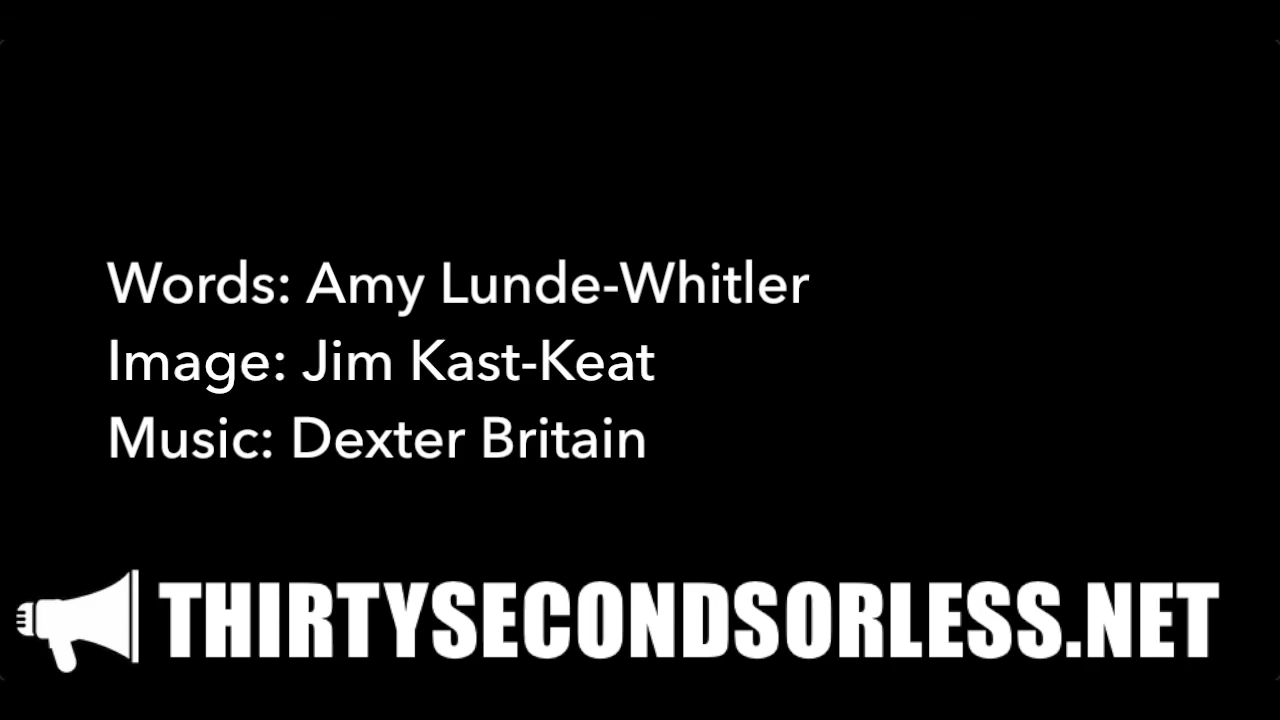 Words: Amy Lunde-Whitler
Image: Jim Kast-Keat
Music: Dexter Britain
THIRTYSECONDSORLESS.NET